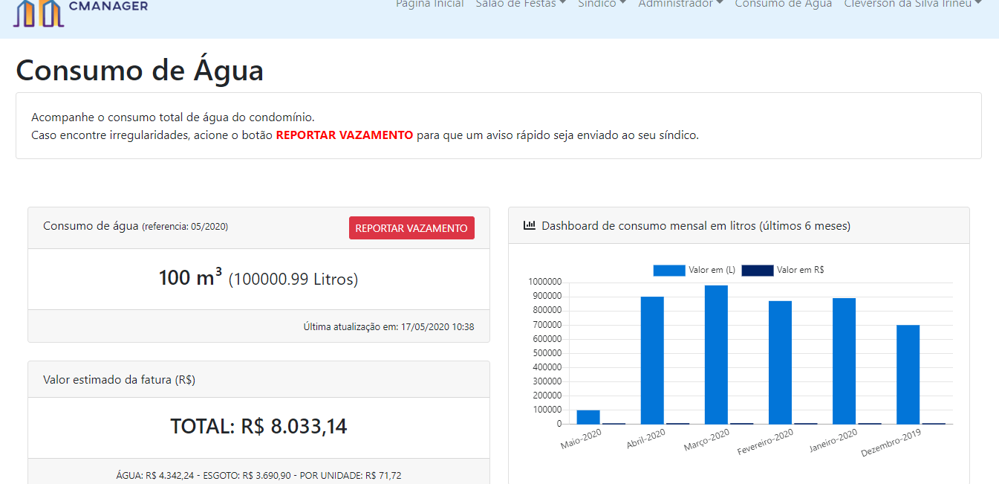 CMANAGER
Página Inicial Salão de Festas Síndico Administrador Consumo de Água Cleverson da Silva Irineu
Consumo de Água
Acompanhe o consumo total de água do condomínio.
Caso encontre irregularidades, acione o botão REPORTAR VAZAMENTO para que um aviso rápido seja enviado ao seu síndico.
Consumo de água (referencia: 05/2020)
REPORTAR VAZAMENTO
100 m³ (100000.99 Litros)
Última atualização em: 17/05/2020 10:38
Valor estimado da fatura (R$)
TOTAL: R$ 8.033,14
ÁGUA: R$ 4.342,24 - ESGOTO: R$ 3.690,90 - POR UNIDADE: R$ 71,72
Dashboard de consumo mensal em litros (últimos 6 meses)
Valor em (L) Valor em R$
1000000
900000
800000
700000
600000
500000
400000
300000
200000
100000
0
Maio-2020 Abril-2020 Março-2020 Fevereiro-2020 Janeiro-2020 Dezembro-2019